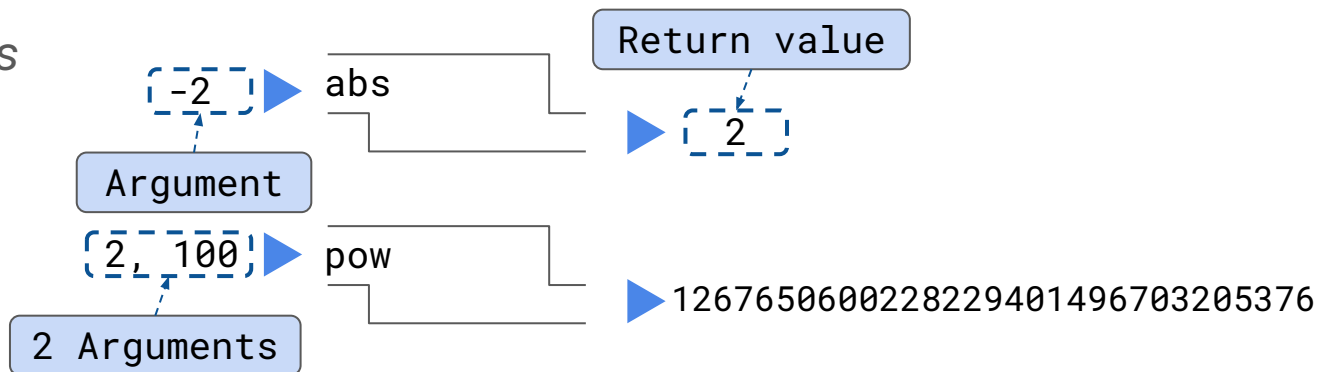 s
Return value
-2
abs
2
Argument
2, 100
pow
1267650600228229401496703205376
2 Arguments